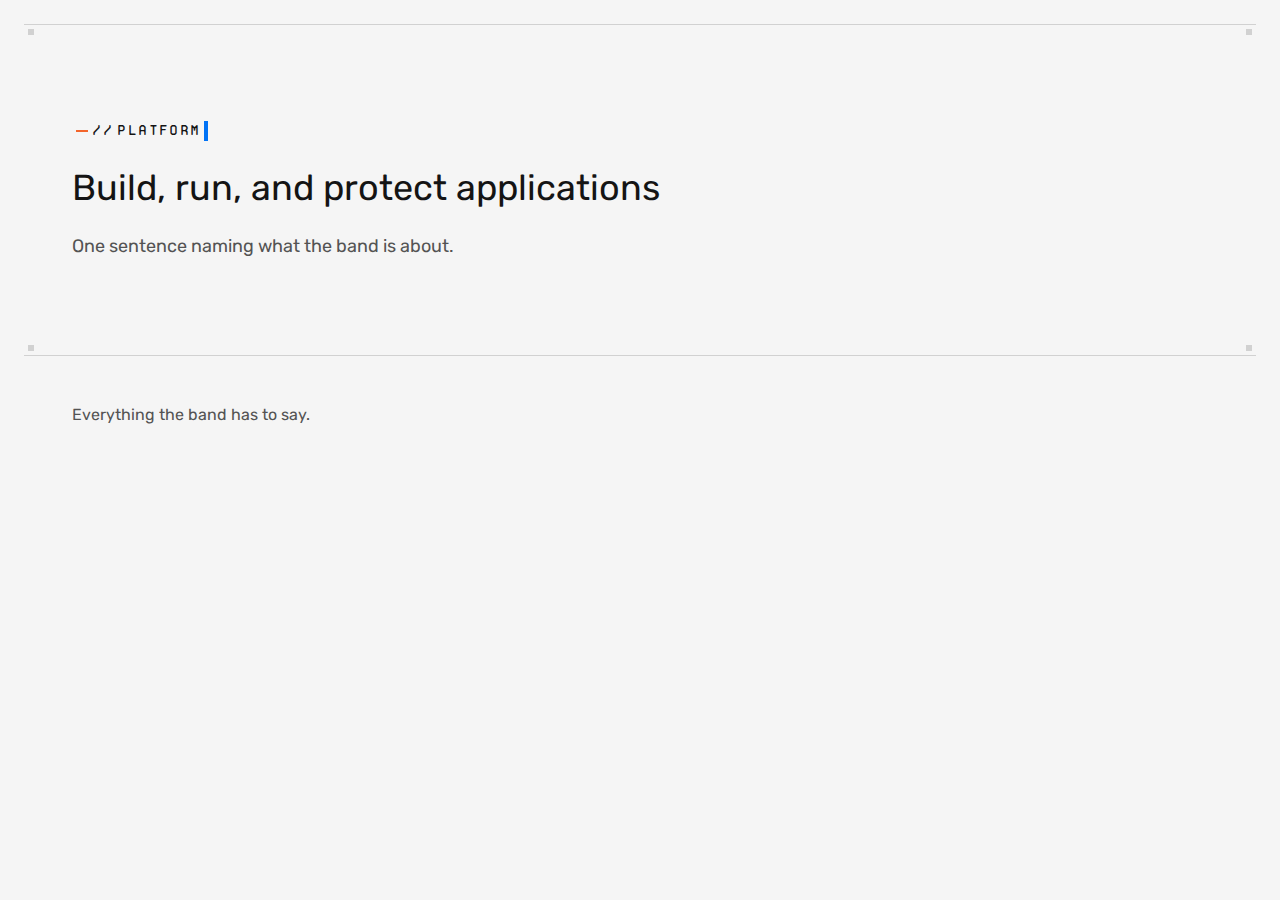 // PLATFORM
Build, run, and protect applications
One sentence naming what the band is about.
Everything the band has to say.